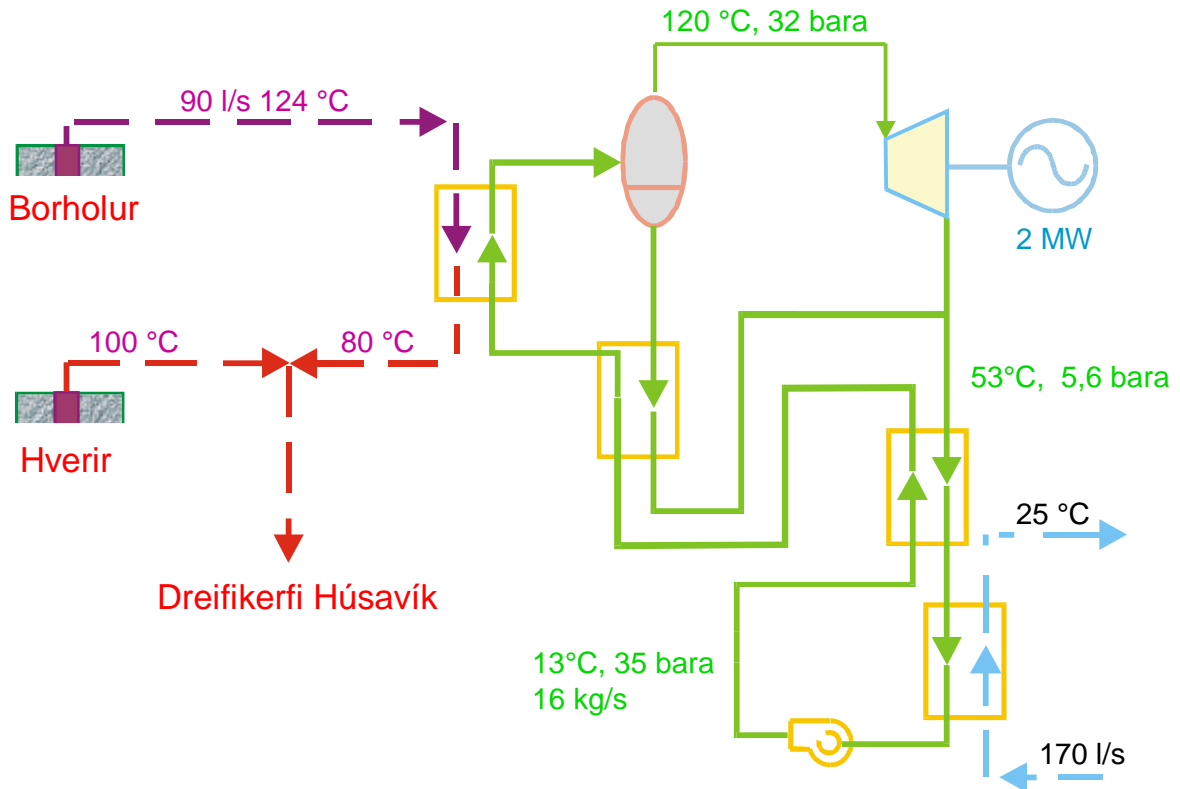 120 °C, 32 bara
90 l/s 124 °C
Borholur
2 MW
100 °C
80 °C
53°C, 5,6 bara
Hverir
25 °C
Dreifikerfi Húsavík
13°C, 35 bara
16 kg/s
170 l/s